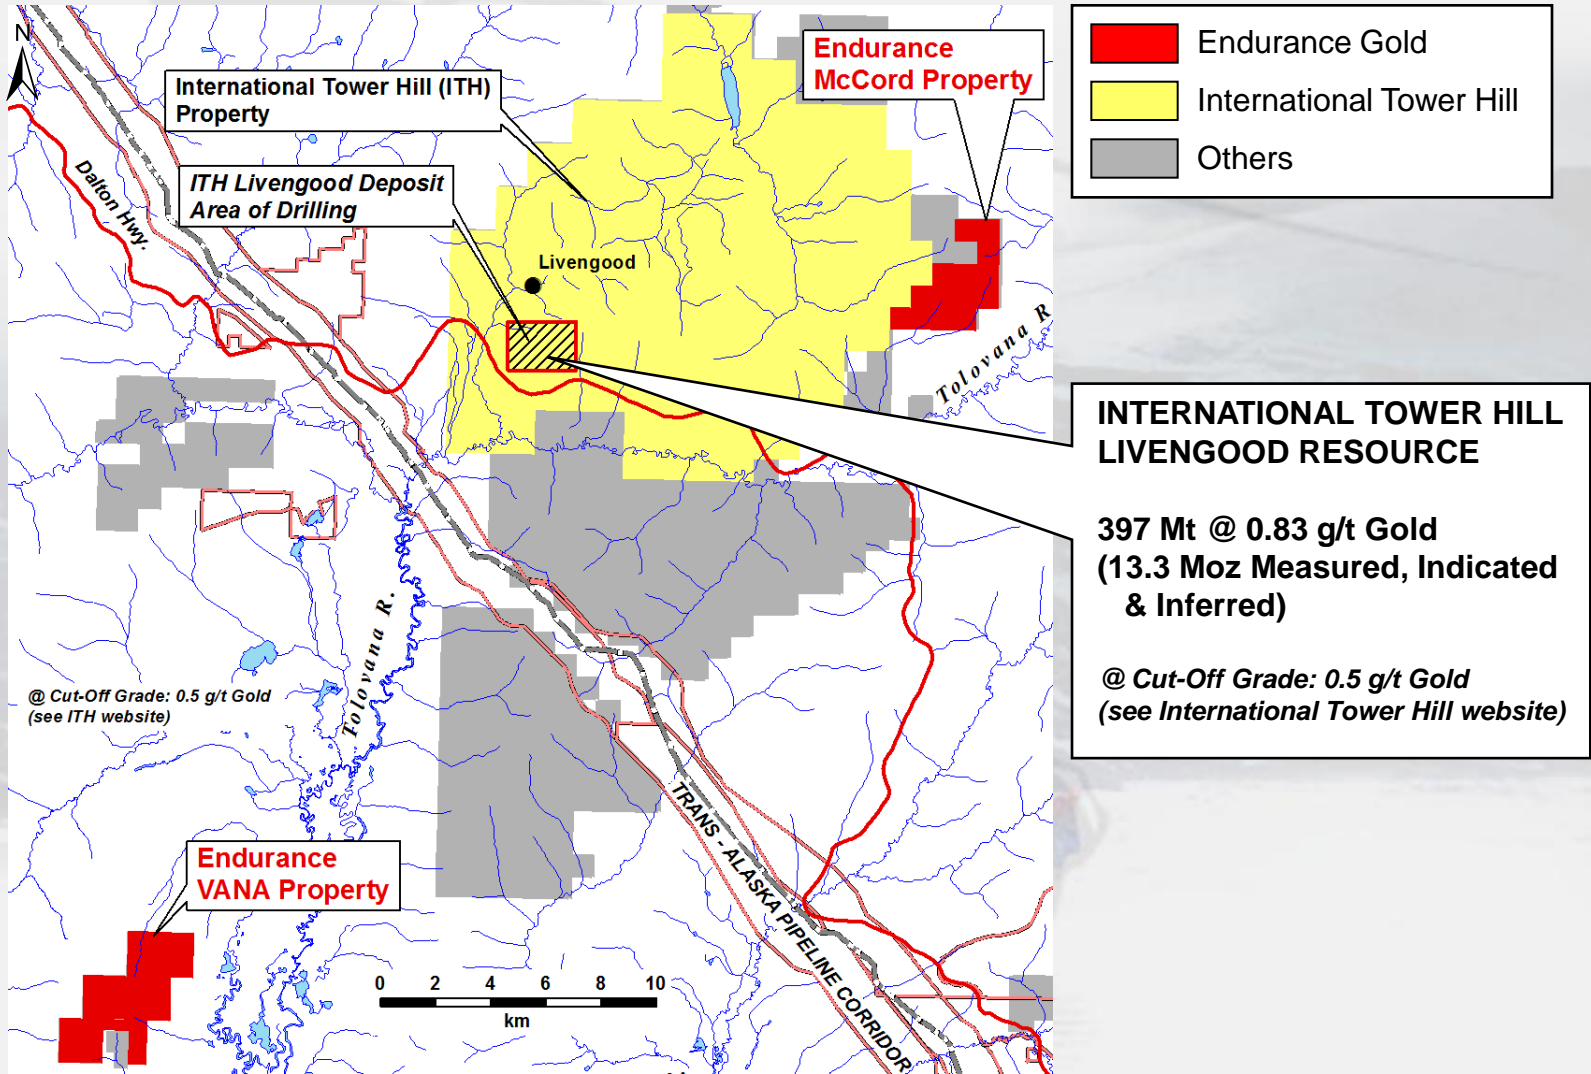 N
International Tower Hill (ITH)
Property
ITH Livengood Deposit
Area of Drilling
Endurance
McCord Property
Dalton Hwy.
Livengood
Tolovana R
Endurance Gold
International Tower Hill
Others
INTERNATIONAL TOWER HILL
LIVENGOOD RESOURCE
397 Mt @ 0.83 g/t Gold
(13.3 Moz Measured, Indicated
& Inferred)
@ Cut-Off Grade: 0.5 g/t Gold
(see International Tower Hill website)
@ Cut-Off Grade: 0.5 g/t Gold
(see ITH website)
Tolovana R.
TRANS - ALASKA PIPELINE CORRIDOR
Endurance
VANA Property
0 2 4 6 8 10
km